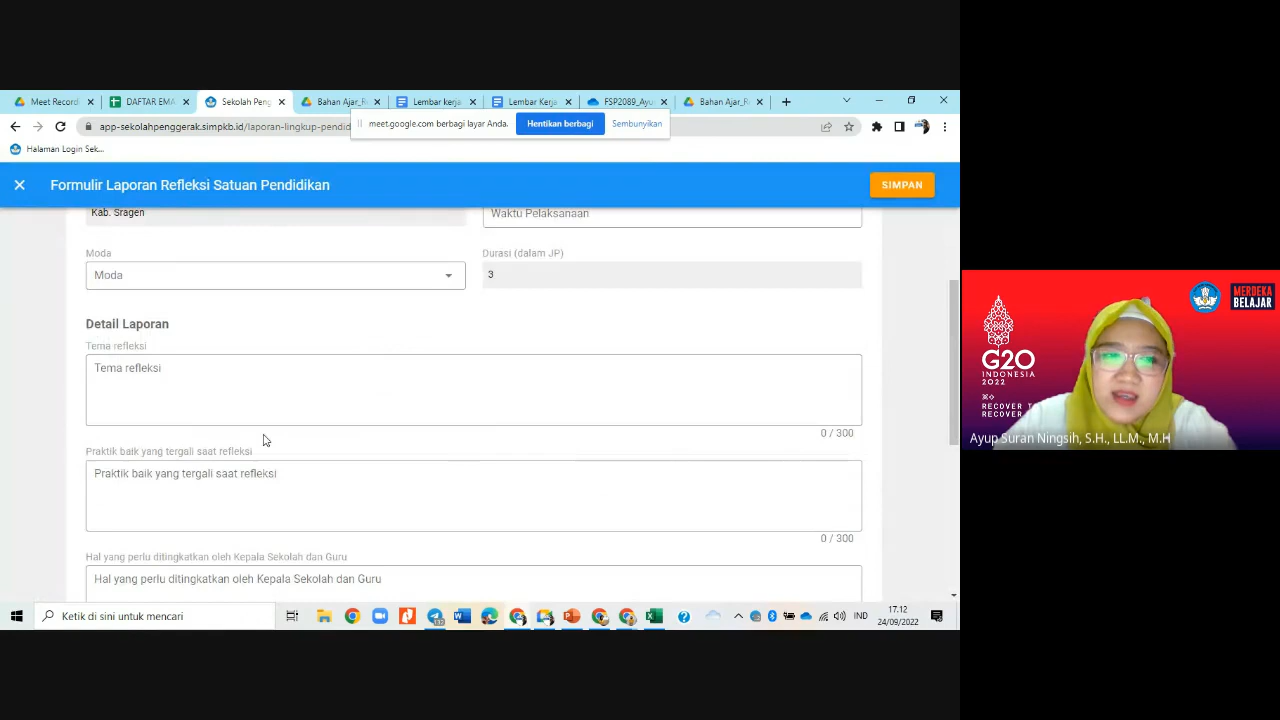 Meet Record
DAFTAR EMA
Sekolah Peng
Bahan Ajar_R
Lembar kerja
Lembar Kerja
FSP2089_Ayu
Bahan Ajar_R
app-sekolahpenggerak.simpkb.id/laporan-lingkup-pendid
meet.google.com berbagi layar Anda.
Hentikan berbagi
Sembunyikan
Halaman Login Sek...
Formulir Laporan Refleksi Satuan Pendidikan
SIMPAN
Kab. Sragen
Waktu Pelaksanaan
Moda
Durasi (dalam JP)
Moda
3
Detail Laporan
Tema refleksi
Tema refleksi
0 / 300
Praktik baik yang tergali saat refleksi
Praktik baik yang tergali saat refleksi
0 / 300
Hal yang perlu ditingkatkan oleh Kepala Sekolah dan Guru
Hal yang perlu ditingkatkan oleh Kepala Sekolah dan Guru
Ketik di sini untuk mencari
IND
17.12
24/09/2022
MERDEKA
BELAJAR
G20
INDONESIA
2022
RECOVER
RECOVER
Ayup Suran Ningsih, S.H., LL.M., M.H